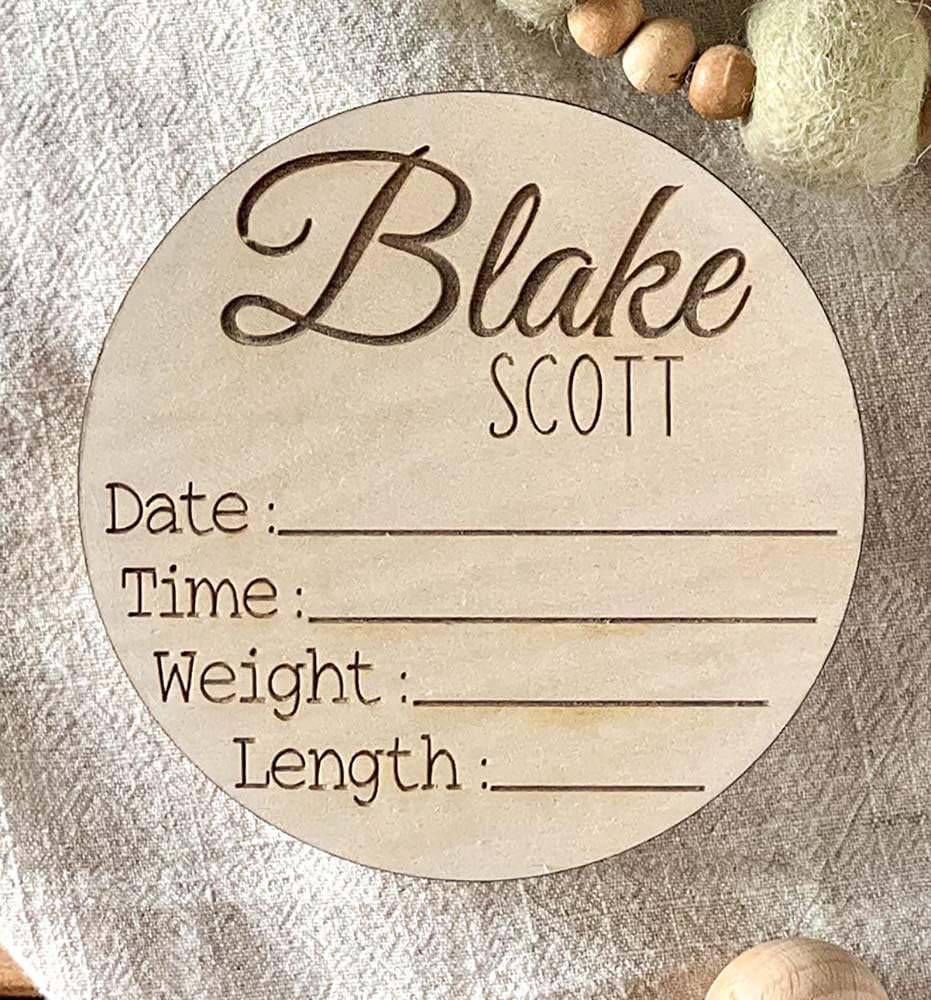 Blake
SCOTT
Date:
Time:
Weight:
Length: